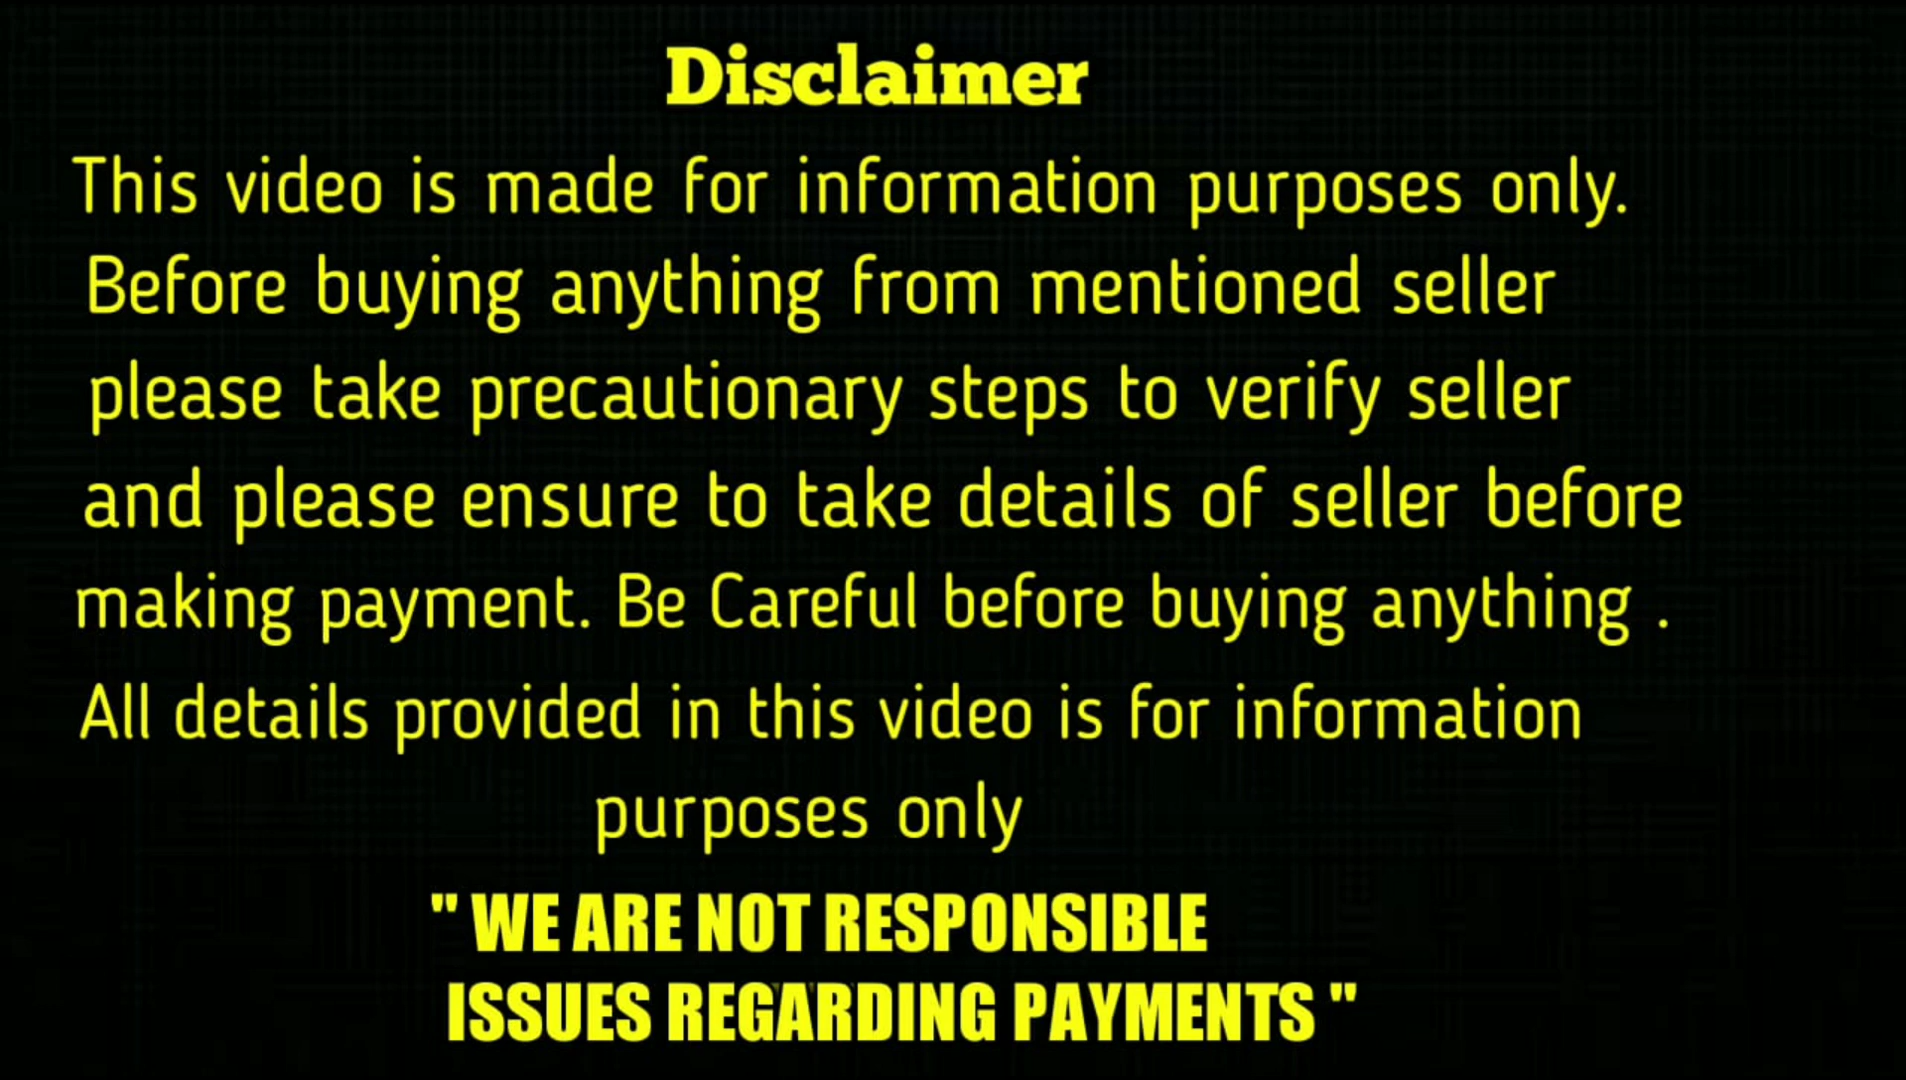 Disclaimer
This video is made for information purposes only.
Before buying anything from mentioned seller
please take precautionary steps to verify seller
and please ensure to take details of seller before
making payment. Be Careful before buying anything .
All details provided in this video is for information
purposes only
" WE ARE NOT RESPONSIBLE
ISSUES REGARDING PAYMENTS "